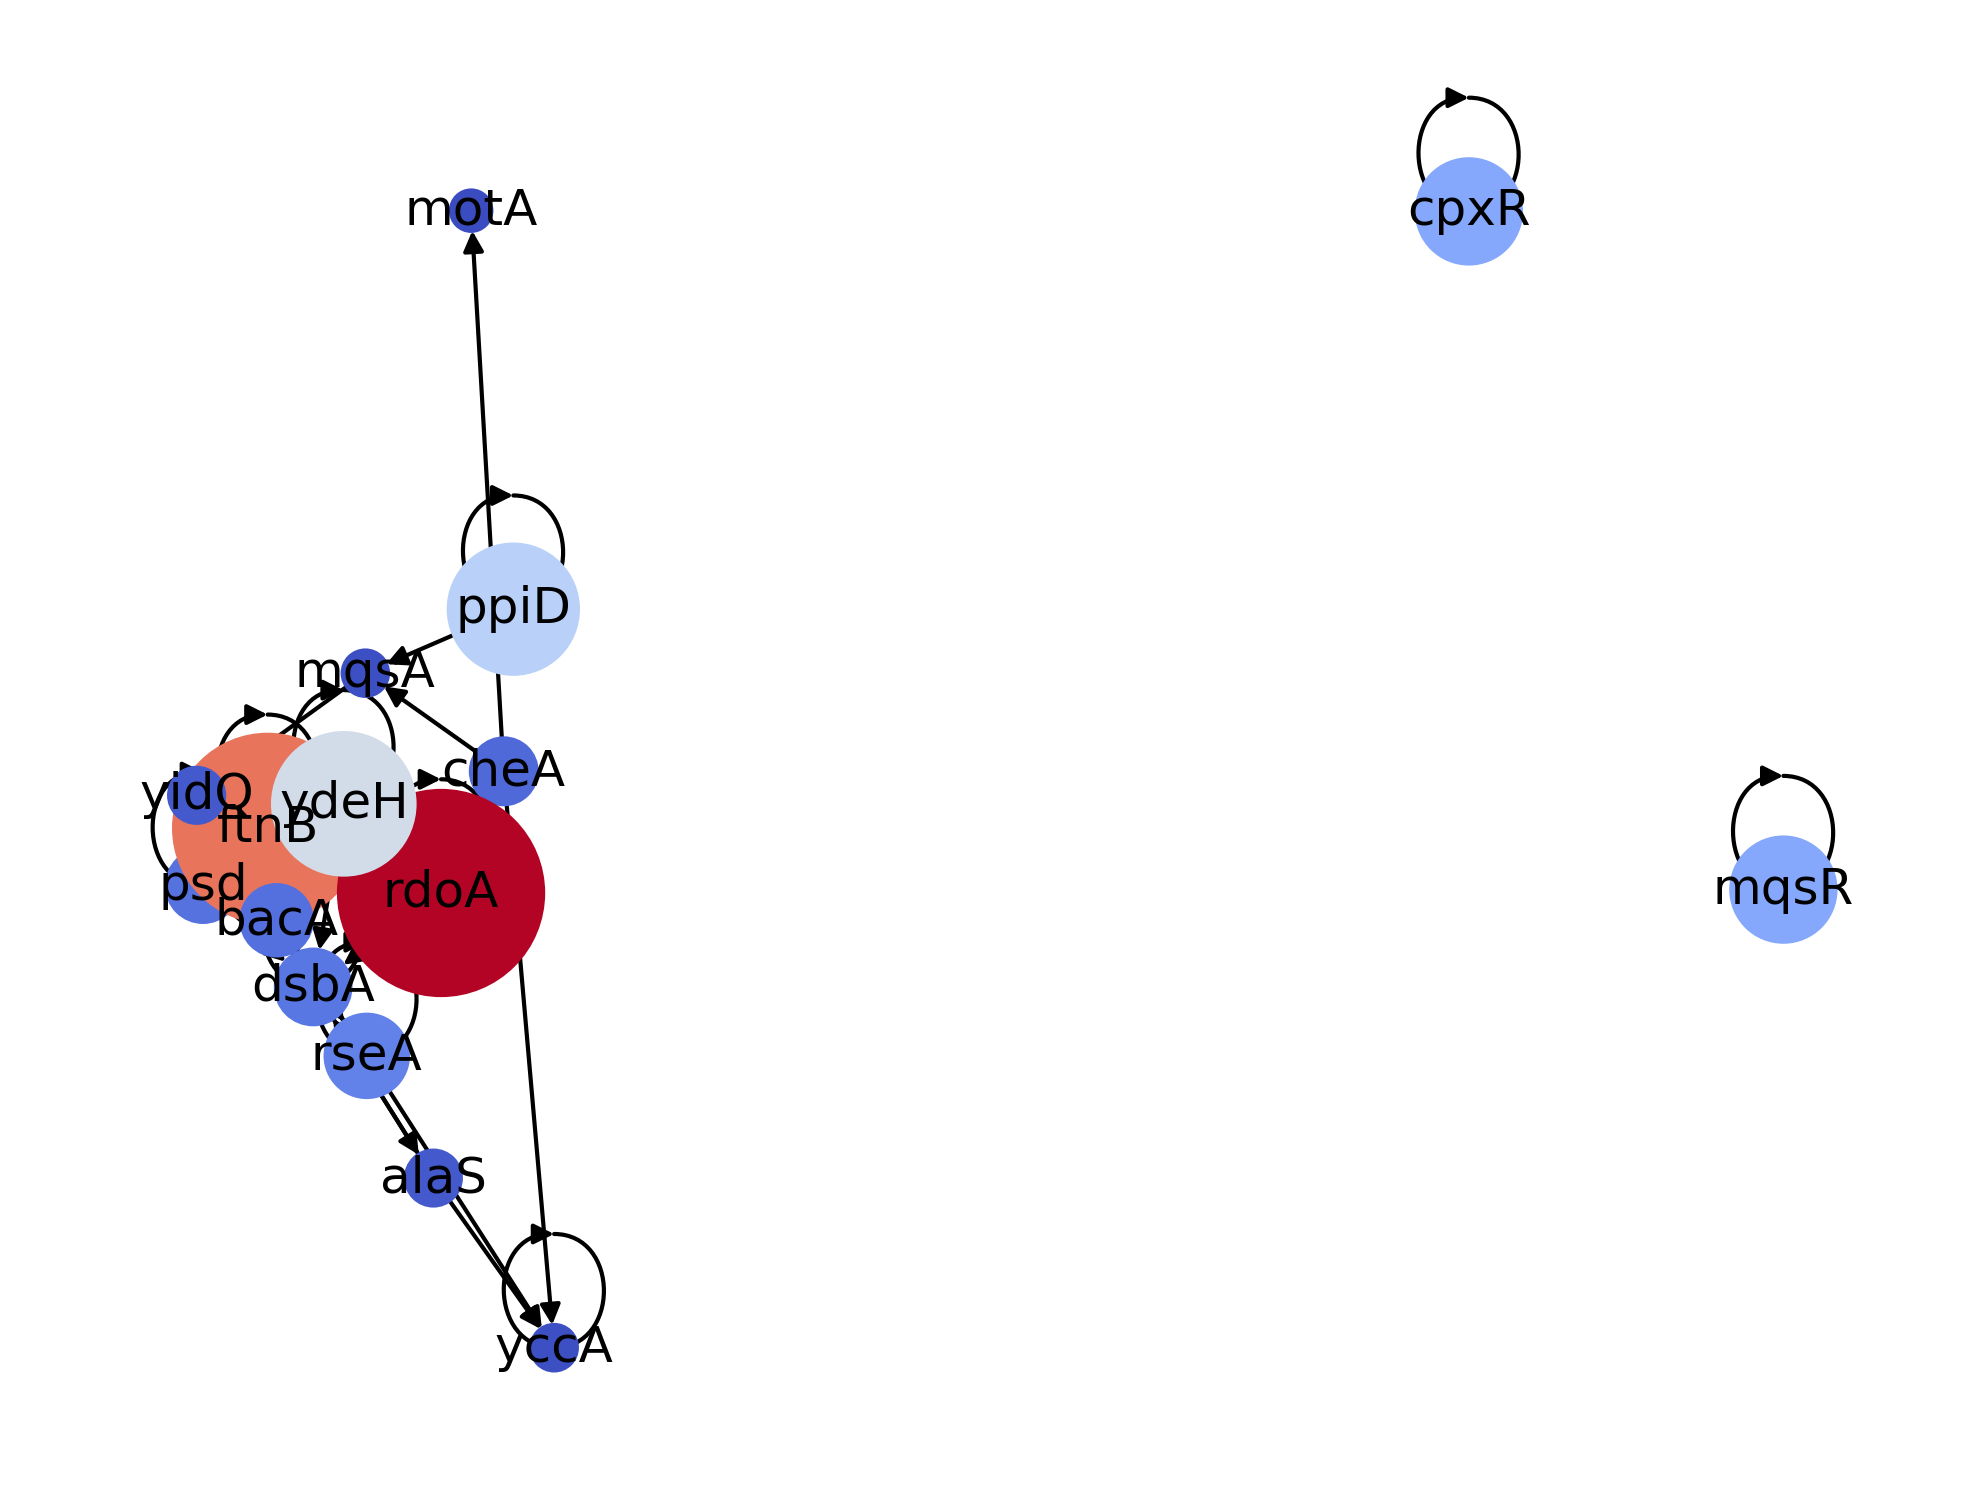 motA
cpxR
ppiD
mqsA
cheA
yidQ
ydeH
ftnB
psd
rdoA
mqsR
bacA
dsbA
rseA
alaS
yccA